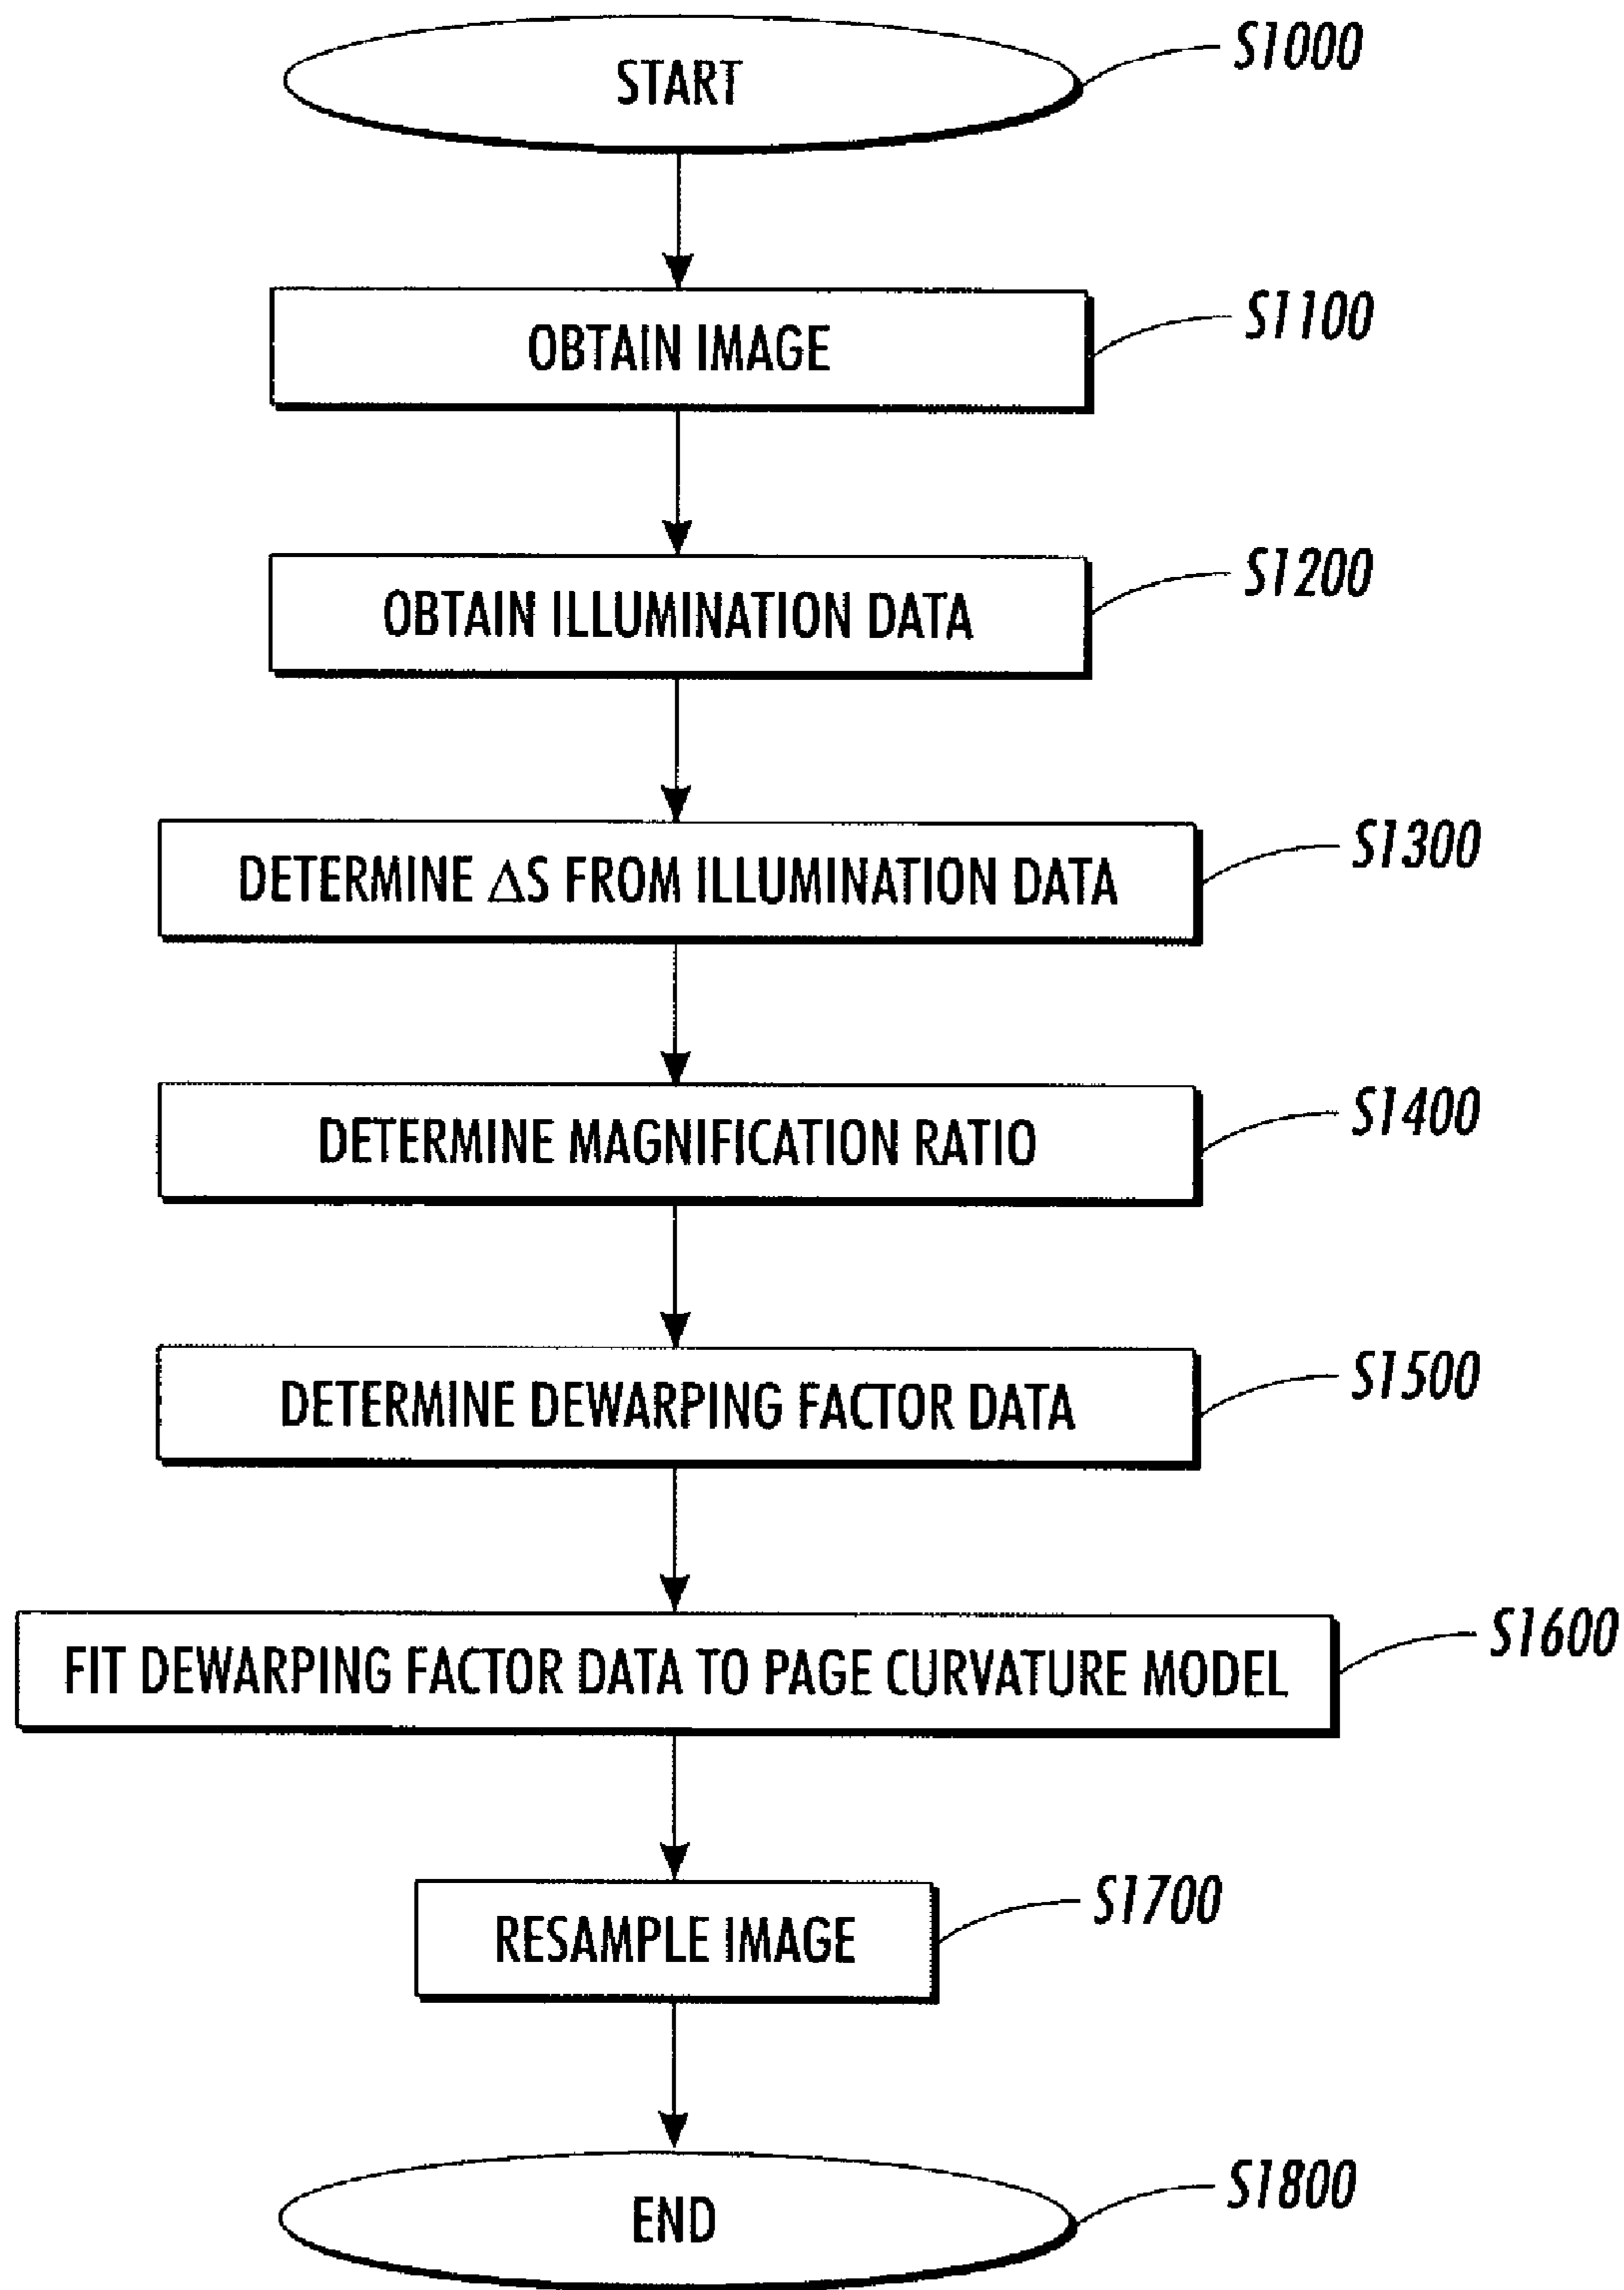 START
S1000
OBTAIN IMAGE
S1100
OBTAIN ILLUMINATION DATA
S1200
DETERMINE ΔS FROM ILLUMINATION DATA
S1300
DETERMINE MAGNIFICATION RATIO
S1400
DETERMINE DEWARPING FACTOR DATA
S1500
FIT DEWARPING FACTOR DATA TO PAGE CURVATURE MODEL
S1600
RESAMPLE IMAGE
S1700
END
S1800